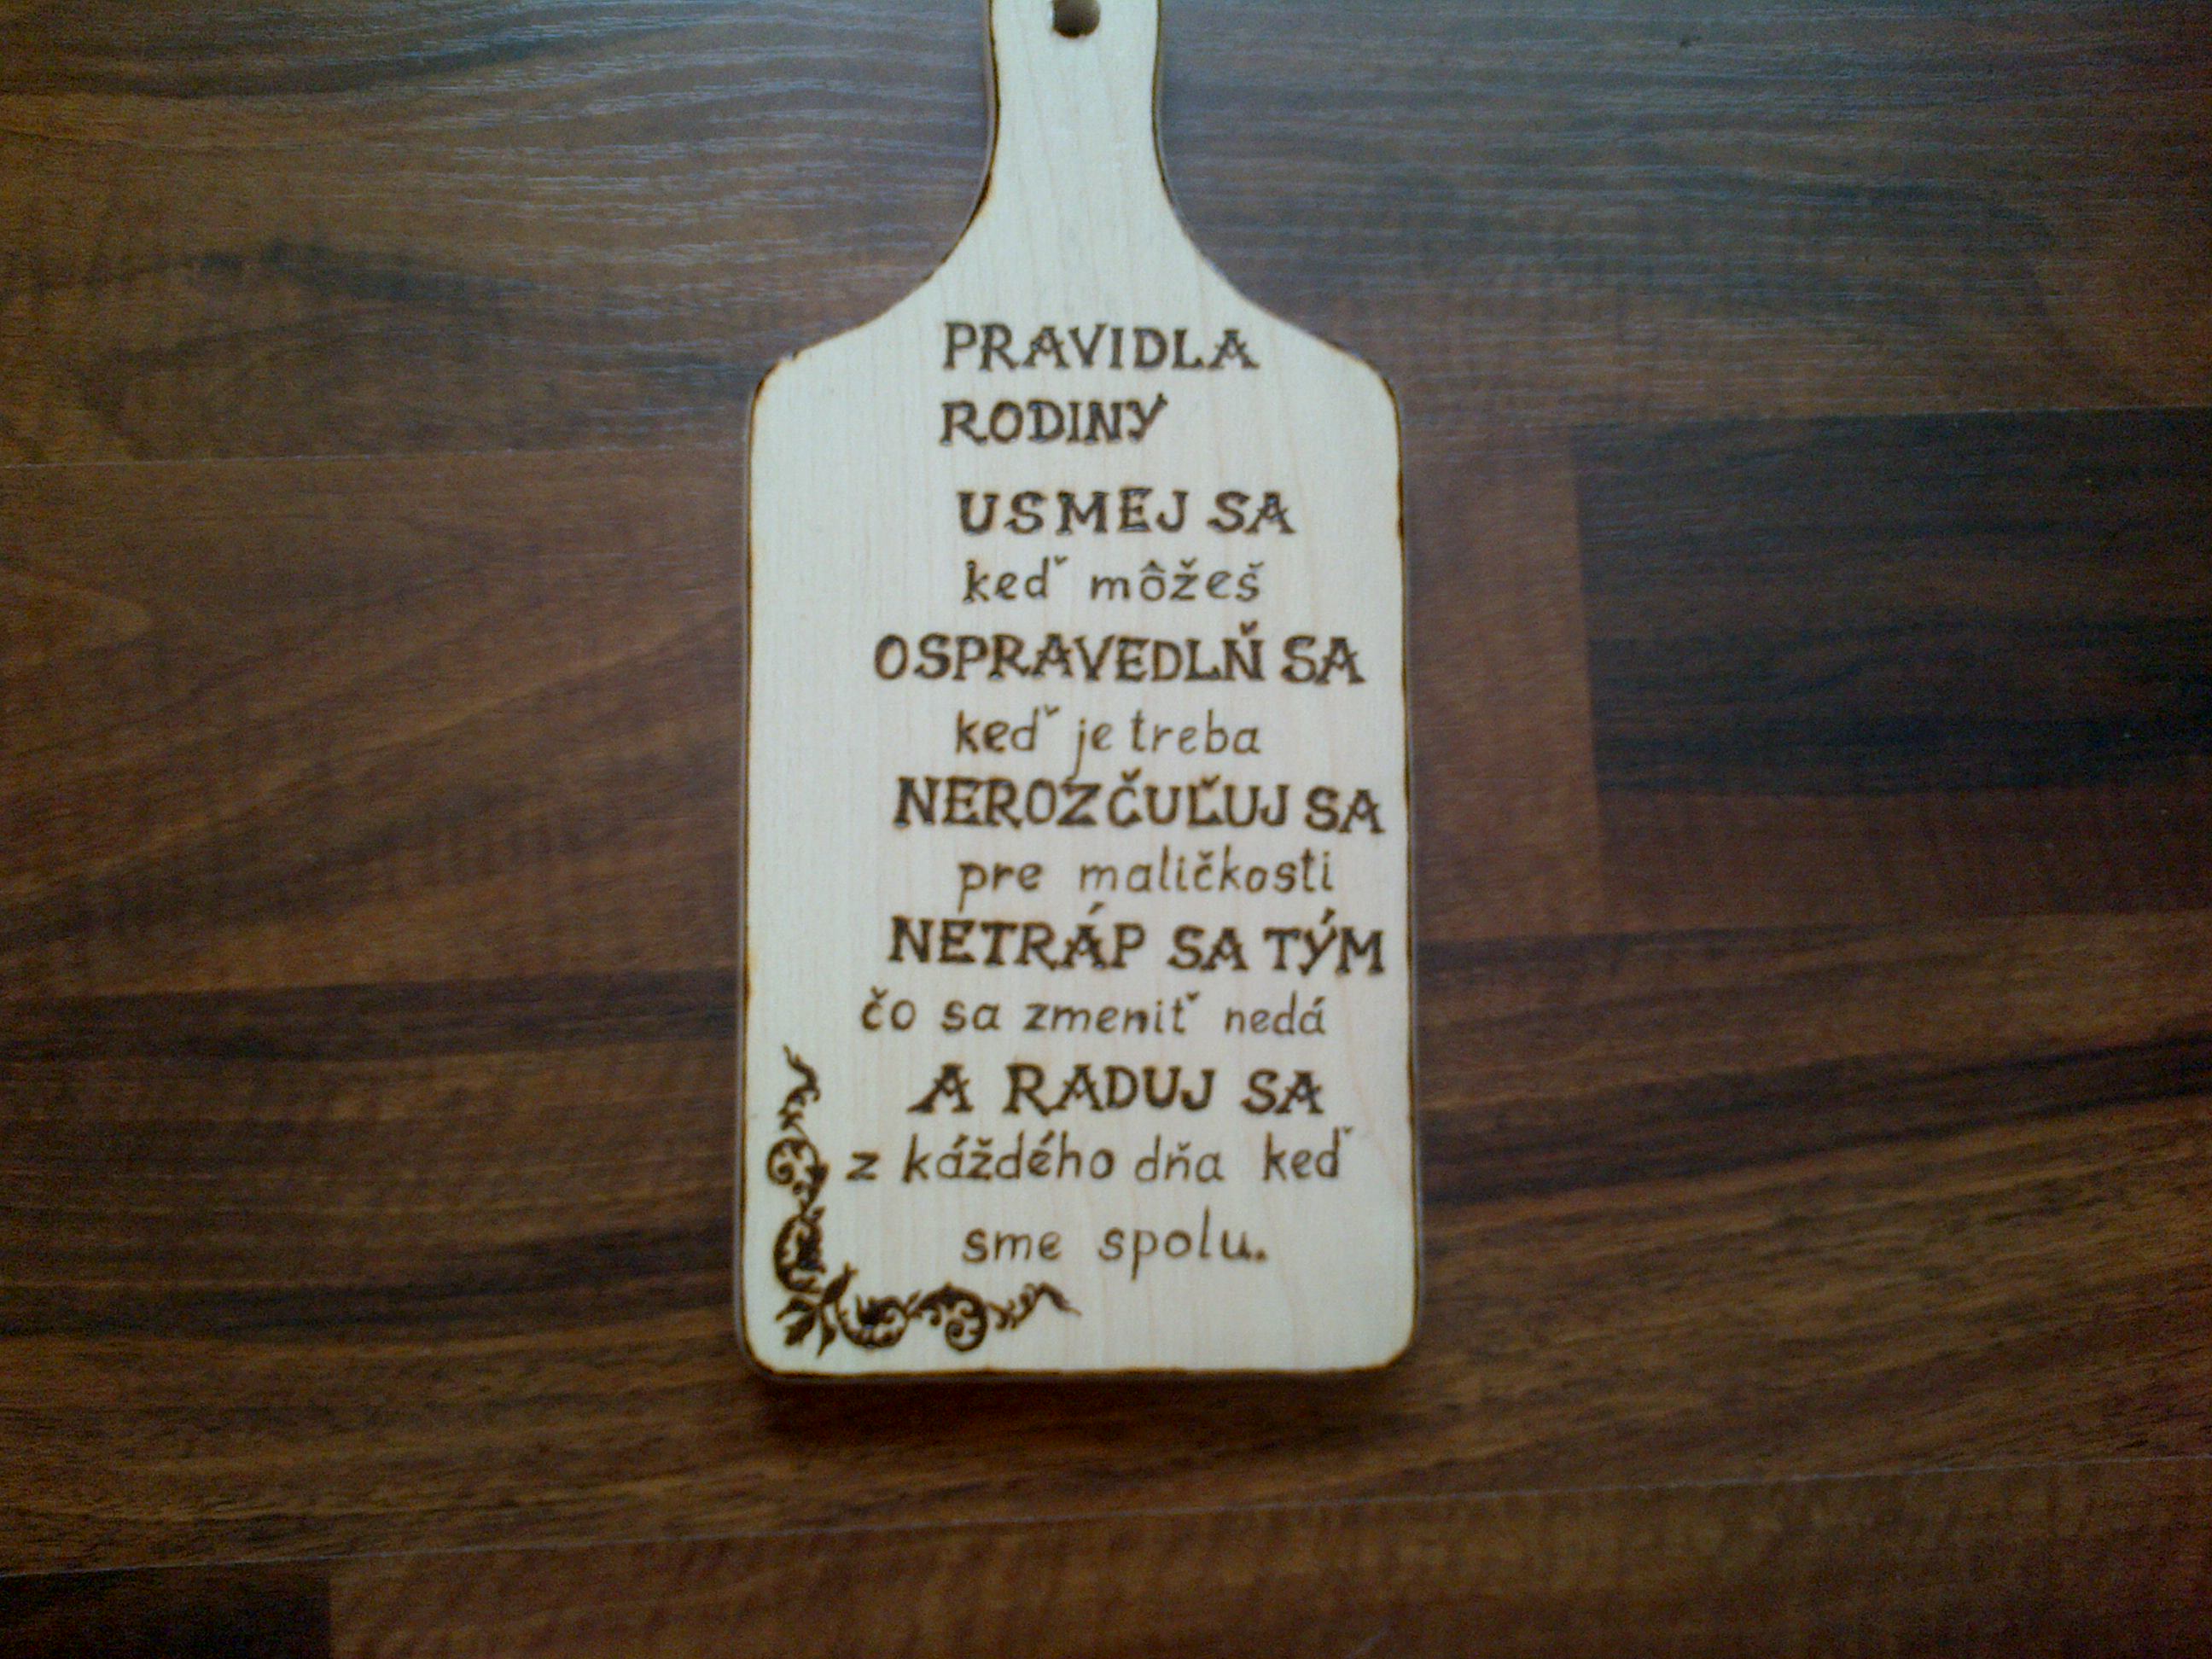 PRAVIDLA
RODINY
USMEJ SA
keď môžeš
OSPRAVEDLŇ SA
keď je treba
NEROZČUĽUJ SA
pre maličkosti
NETRÁP SA TÝM
čo sa zmeniť nedá
A RADUJ SA
z káždého dňa keď
sme spolu.